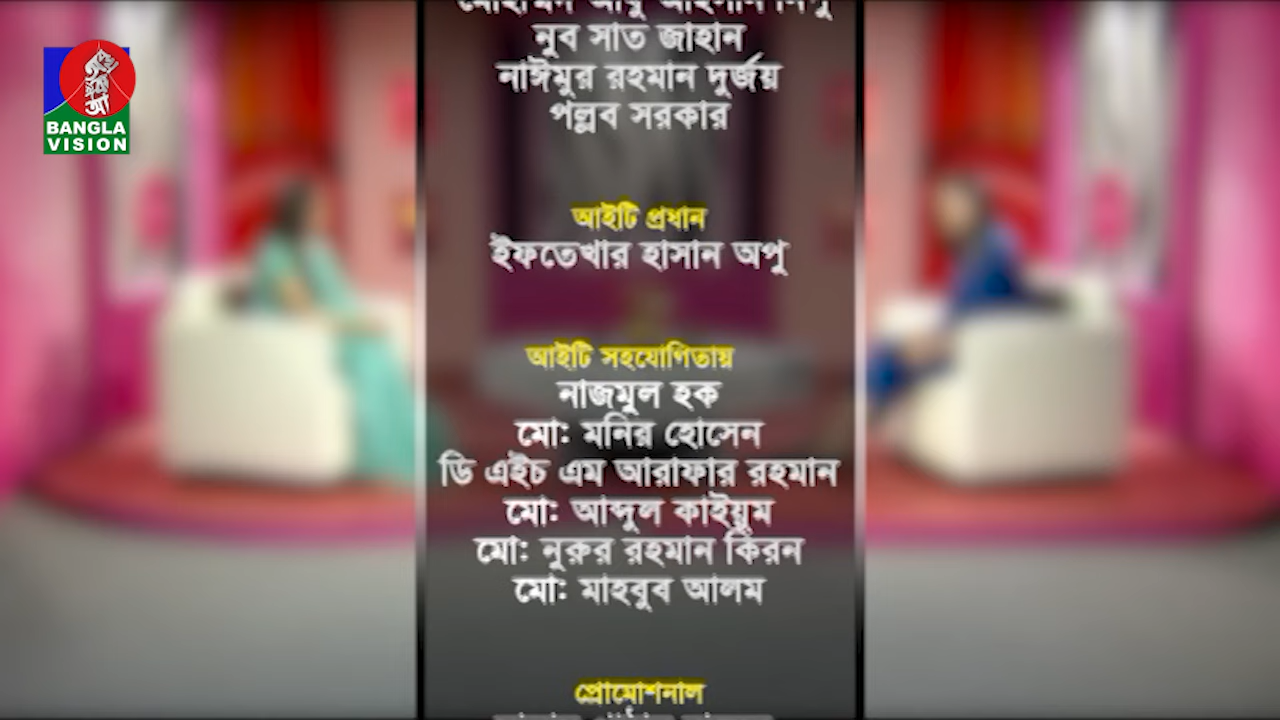 BANGLA
VISION
নুব সাত জাহান
নাঈমুর রহমান দুর্জয়
পল্লব সরকার
আইটি প্রধান
ইফতেখার হাসান অপু
আইটি সহযোগিতায়
নাজমুল হক
মো: মনির হোসেন
ডি এইচ এম আরাফার রহমান
মো: আব্দুল কাইয়ুম
মো: নুরুর রহমান কিরন
মো: মাহবুব আলম
প্রোমোশনাল